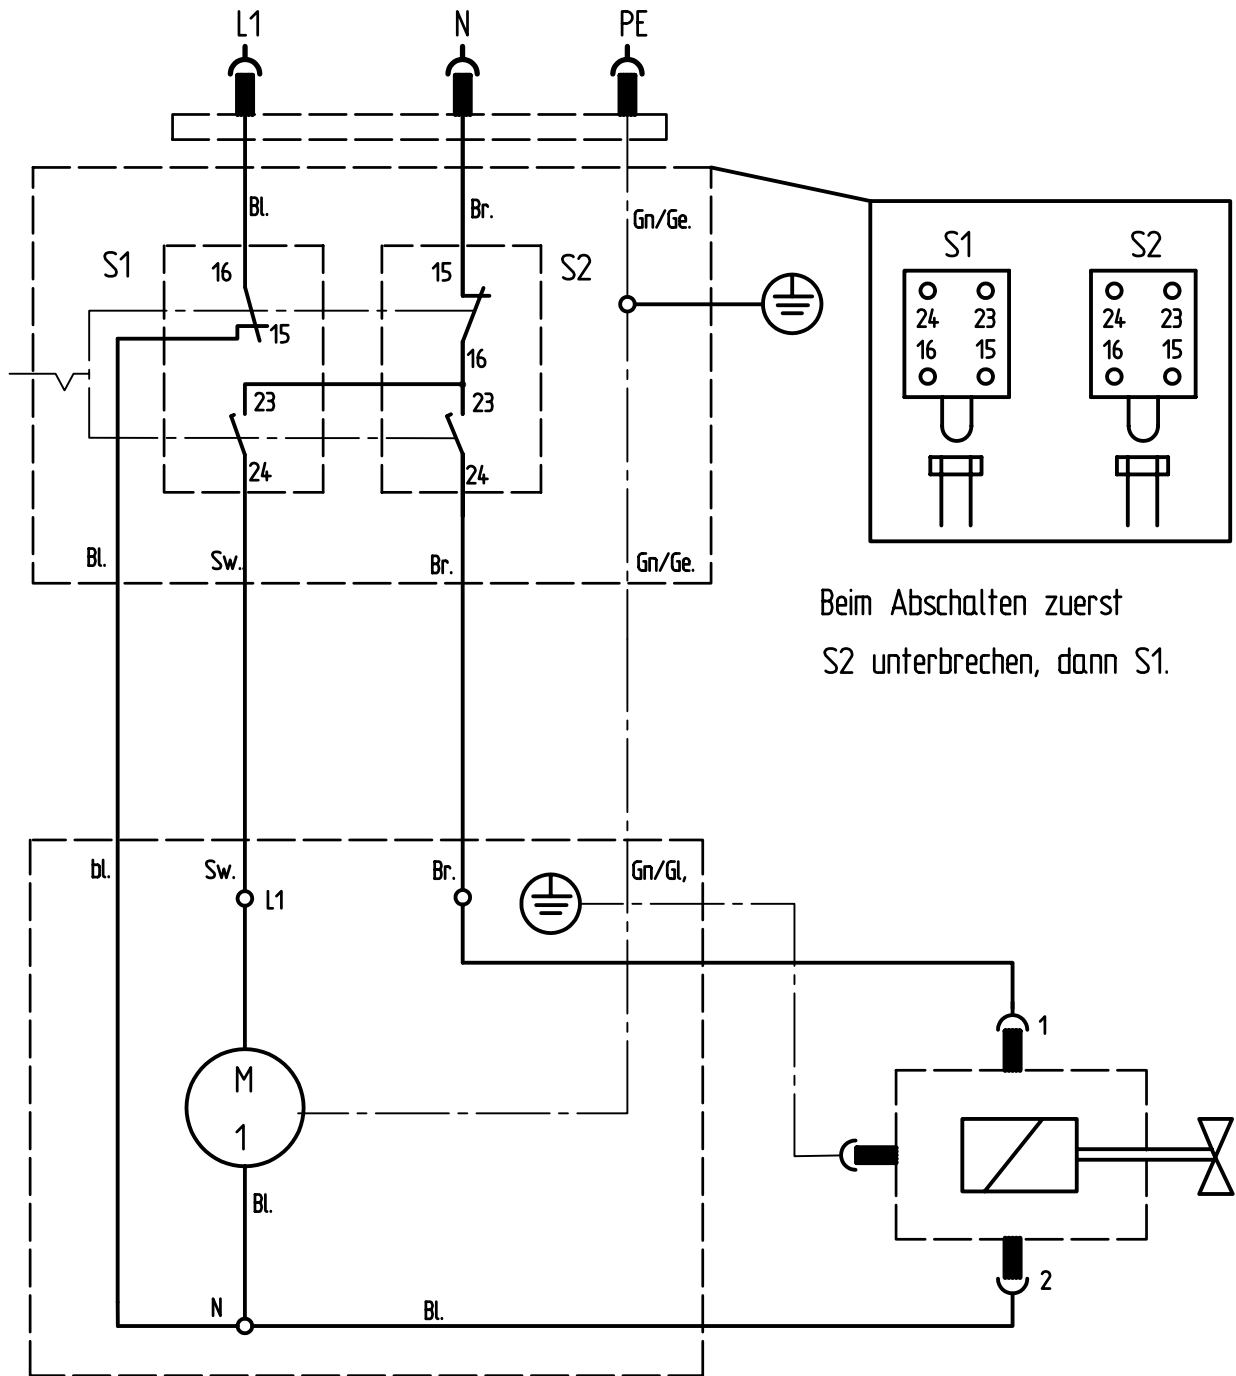 L1 N PE
Bl. Br. Gn/Ge.
S1 16 15 S2
15 16
23 23
24 24
Bl. Sw. Br. Gn/Ge.
S1 S2
24 23 24 23
16 15 16 15
Beim Abschalten zuerst
S2 unterbrechen, dann S1.
bl. Sw. Br. Gn/Gl,
L1
1
M
1
Bl.
2
N Bl.